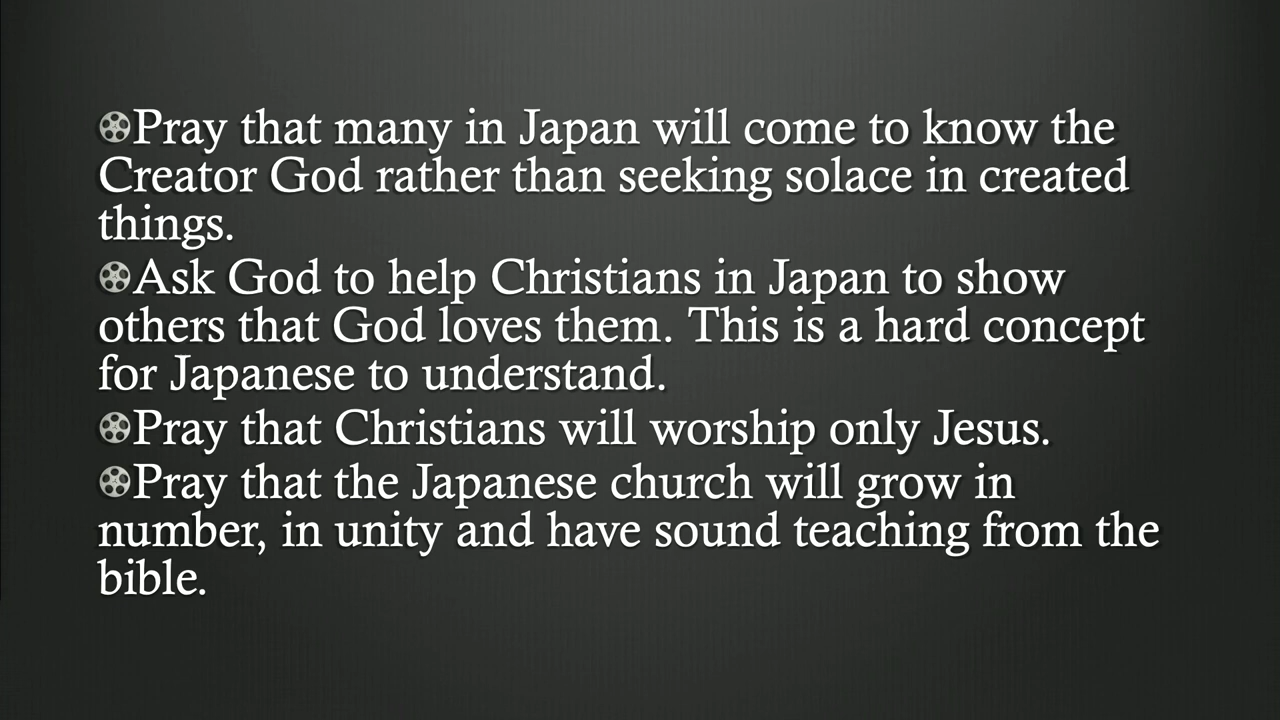 Pray that many in Japan will come to know the
Creator God rather than seeking solace in created
things.
Ask God to help Christians in Japan to show
others that God loves them. This is a hard concept
for Japanese to understand.
Pray that Christians will worship only Jesus.
Pray that the Japanese church will grow in
number, in unity and have sound teaching from the
bible.